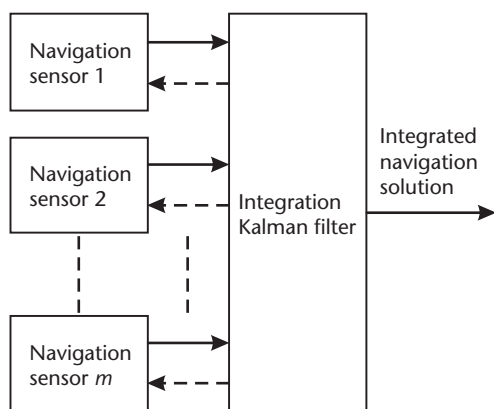 Navigation
sensor 1
Navigation
sensor 2
Navigation
sensor m
Integration
Kalman filter
Integrated
navigation
solution